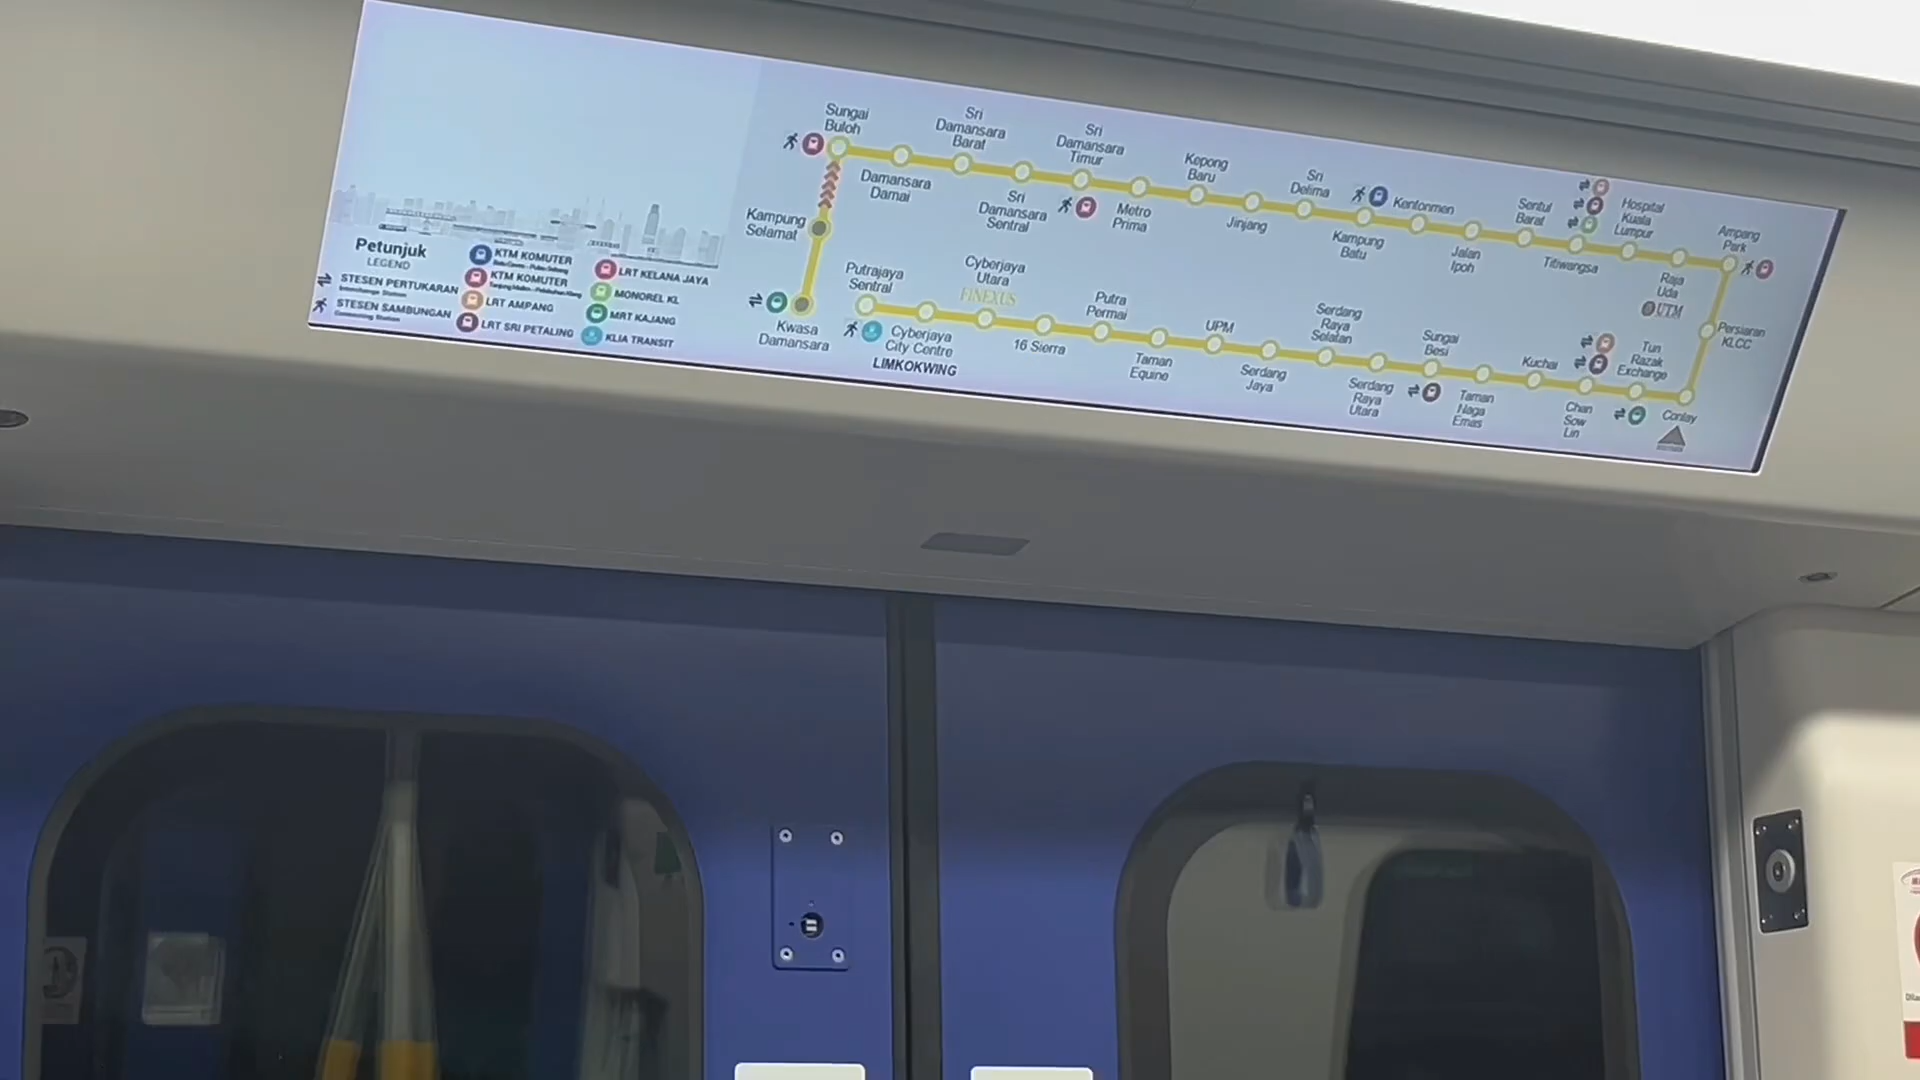 Petunjuk
LEGEND
STESEN PERTUKARAN
Interchange Station
STESEN SAMBUNGAN
Connecting Station
KTM KOMUTER
KTM KOMUTER
LRT AMPANG
LRT SRI PETALING
LRT KELANA JAYA
MONOREL KL
MRT KAJANG
KLIA TRANSIT
Kwasa
Damansara
Kampung
Selamat
Sungai
Buloh
Damansara
Damai
Sri
Damansara
Barat
Sri
Damansara
Sentral
Sri
Damansara
Timur
Metro
Prima
Kepong
Baru
Jinjang
Sri
Delima
Kampung
Batu
Kentonmen
Jalan
Ipoh
Sentul
Barat
Titiwangsa
Hospital
Kuala
Lumpur
Raja
Uda
UTM
Ampang
Park
Persiaran
KLCC
Conlay
Tun
Razak
Exchange
Chan
Sow
Lin
Kuchai
Taman
Naga
Emas
Sungai
Besi
Serdang
Raya
Utara
Serdang
Raya
Selatan
Serdang
Jaya
UPM
Taman
Equine
Putra
Permai
16 Sierra
Cyberjaya
Utara
FINEXUS
Cyberjaya
City Centre
LIMKOKWING
Putrajaya
Sentral